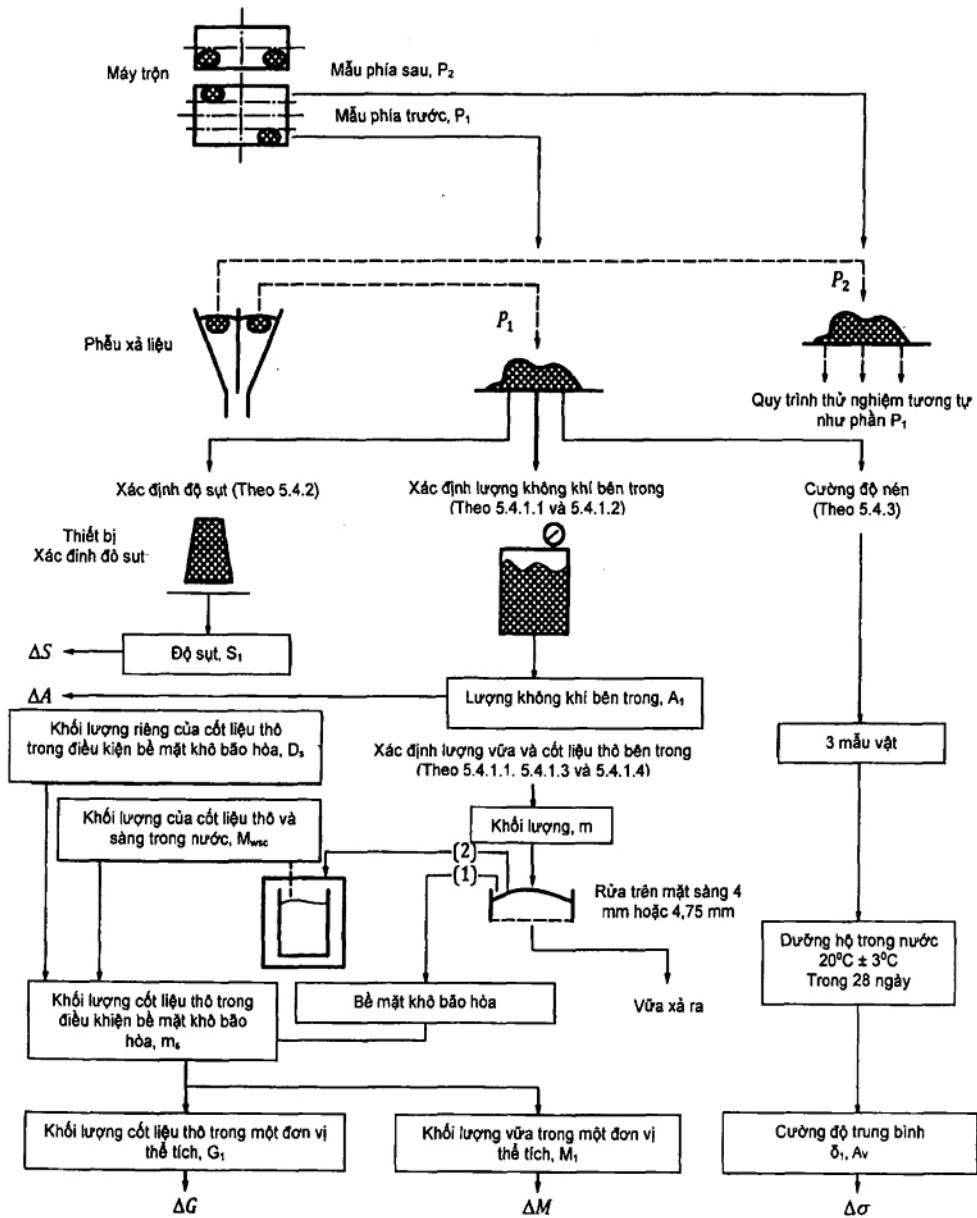 Máy trộn
Mẫu phía sau, P₂
Mẫu phía trước, P₁
P₂
P₁
Phễu xả liệu
Quy trình thử nghiệm tương tự
như phần P₁
Xác định độ sụt (Theo 5.4.2)
Xác định lượng không khí bên trong
(Theo 5.4.1.1 và 5.4.1.2)
Cường độ nén
(Theo 5.4.3)
Thiết bị
Xác đinh đô sut
Độ sụt, S₁
ΔS
ΔA
Lượng không khí bên trong, A₁
Khối lượng riêng của cốt liệu thô
trong điều kiện bề mặt khô bão hòa, Dₛ
Xác định lượng vữa và cốt liệu thô bên trong
(Theo 5.4.1.1. 5.4.1.3 và 5.4.1.4)
3 mẫu vật
Khối lượng của cốt liệu thô và
sàng trong nước, Mwsc
Khối lượng, m
(2)
(1)
Rửa trên mặt sàng 4
mm hoặc 4,75 mm
Dưỡng hộ trong nước
20⁰C ± 3⁰C
Trong 28 ngày
Khối lượng cốt liệu thô trong
điều khiện bề mặt khô bão
hòa, mₛ
Bề mặt khô bão hòa
Vữa xả ra
Khối lượng cốt liệu thô trong một đơn vị
thể tích, G₁
Khối lượng vữa trong một đơn vị
thể tích, M₁
Cường độ trung bình
δ₁, Av
ΔG
ΔM
Δσ